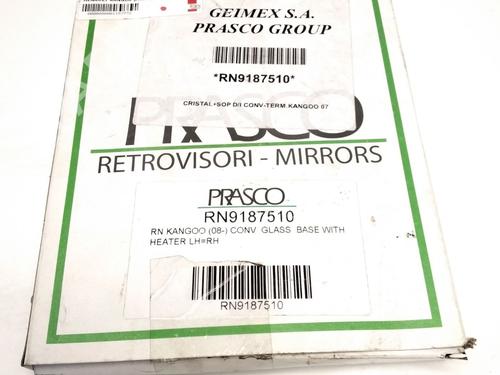 GEIMEX S.A.
PRASCO GROUP
*RN9187510*
CRISTAL+SOP D/I CONV-TERM.KANGOO 07
PRASCO
RETROVISORI - MIRRORS
PRASCO
RN9187510
RN KANGOO (08-) CONV GLASS BASE WITH
HEATER LH=RH
RN9187510